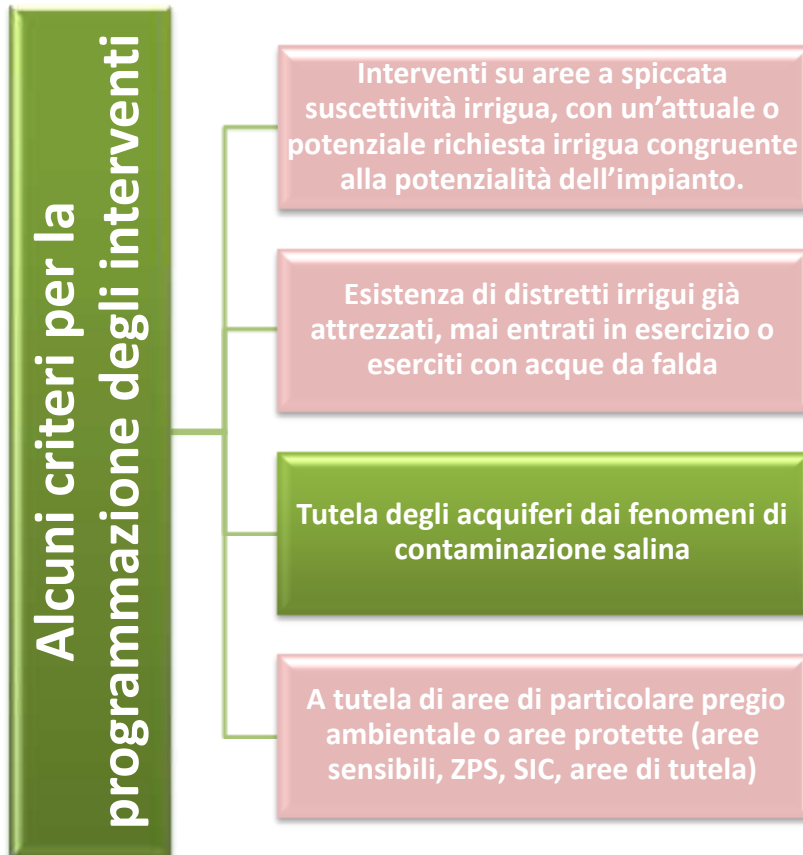 Alcuni criteri per la
programmazione degli interventi
Interventi su aree a spiccata
suscettività irrigua, con un'attuale o
potenziale richiesta irrigua congruente
alla potenzialità dell'impianto.
Esistenza di distretti irrigui già
attrezzati, mai entrati in esercizio o
eserciti con acque da falda
Tutela degli acquiferi dai fenomeni di
contaminazione salina
A tutela di aree di particolare pregio
ambientale o aree protette (aree
sensibili, ZPS, SIC, aree di tutela)